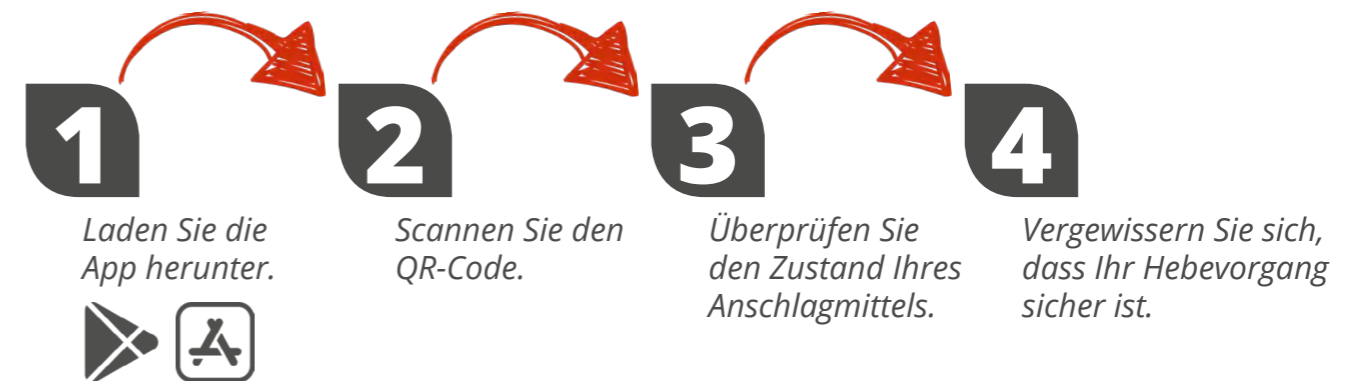 1
Laden Sie die
App herunter.
2
Scannen Sie den
QR-Code.
3
Überprüfen Sie
den Zustand Ihres
Anschlagmittels.
4
Vergewissern Sie sich,
dass Ihr Hebevorgang
sicher ist.